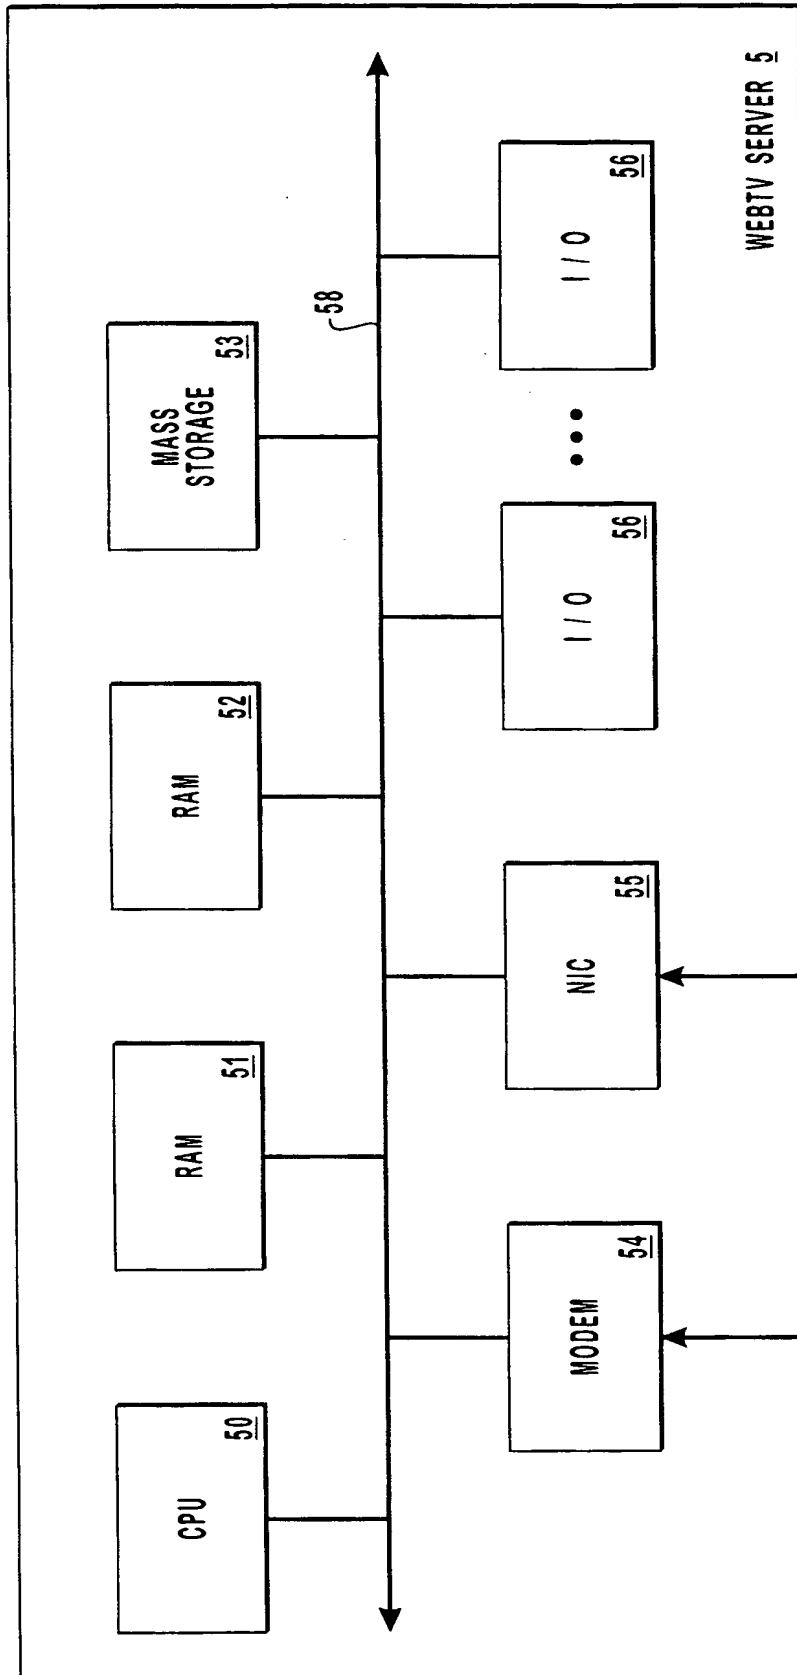 CPU
50
RAM
51
RAM
52
MASS
STORAGE
53
58
MODEM
54
NIC
55
I / O
56
I / O
56
WEBTV SERVER 5